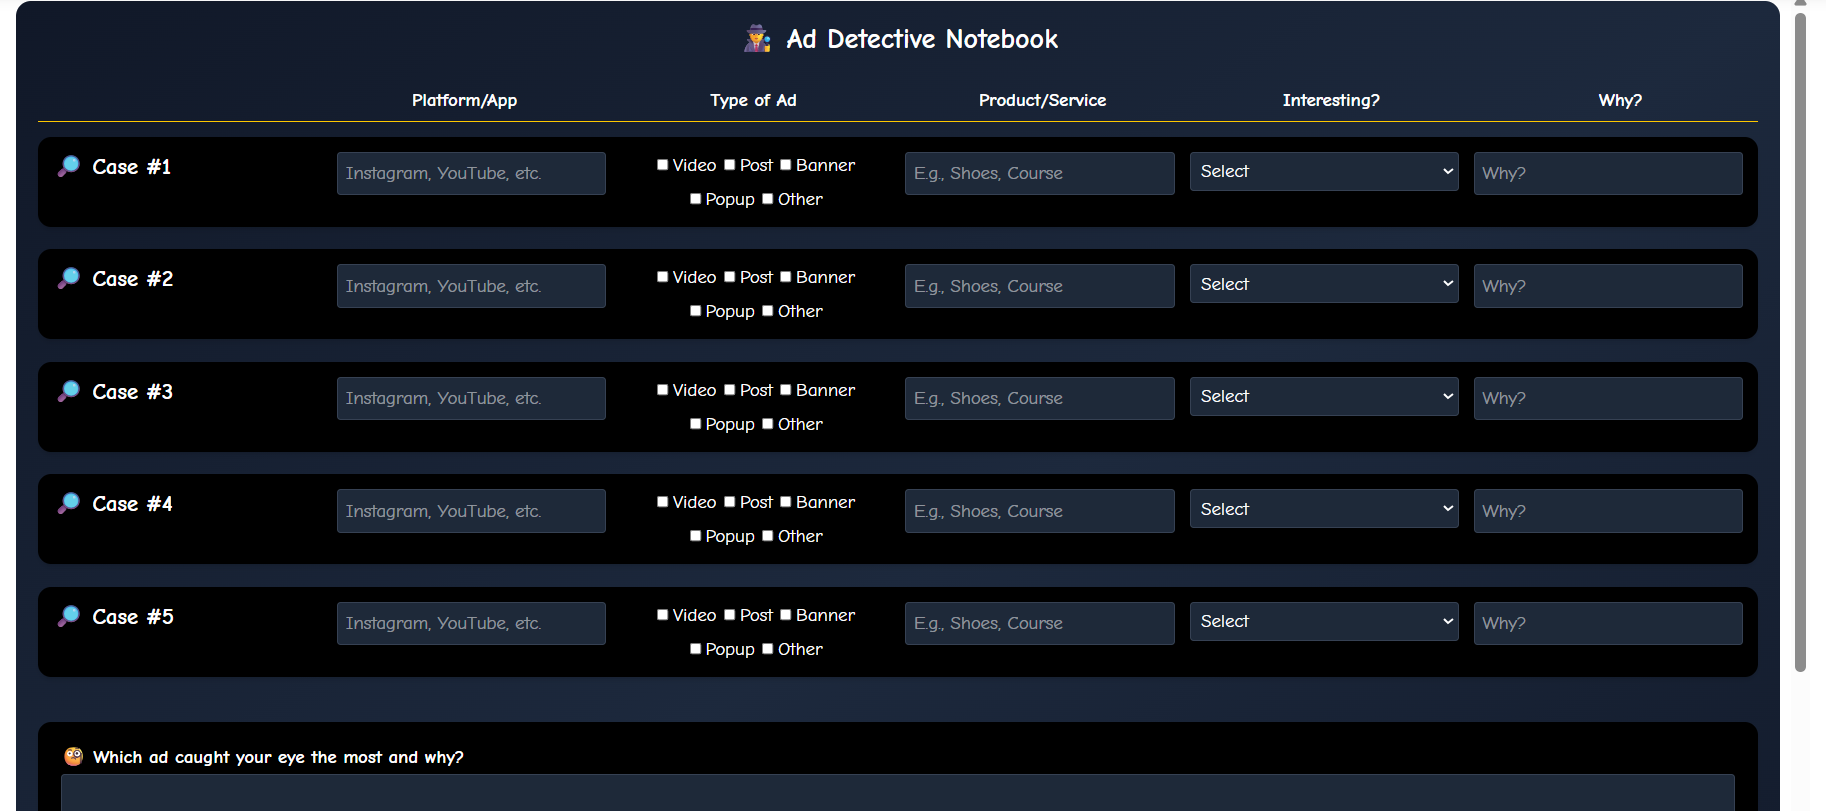 Ad Detective Notebook
Platform/App Type of Ad Product/Service Interesting? Why?
Case #1 Instagram, YouTube, etc. Video Post Banner E.g., Shoes, Course Select Why?
Popup Other
Case #2 Instagram, YouTube, etc. Video Post Banner E.g., Shoes, Course Select Why?
Popup Other
Case #3 Instagram, YouTube, etc. Video Post Banner E.g., Shoes, Course Select Why?
Popup Other
Case #4 Instagram, YouTube, etc. Video Post Banner E.g., Shoes, Course Select Why?
Popup Other
Case #5 Instagram, YouTube, etc. Video Post Banner E.g., Shoes, Course Select Why?
Popup Other
Which ad caught your eye the most and why?